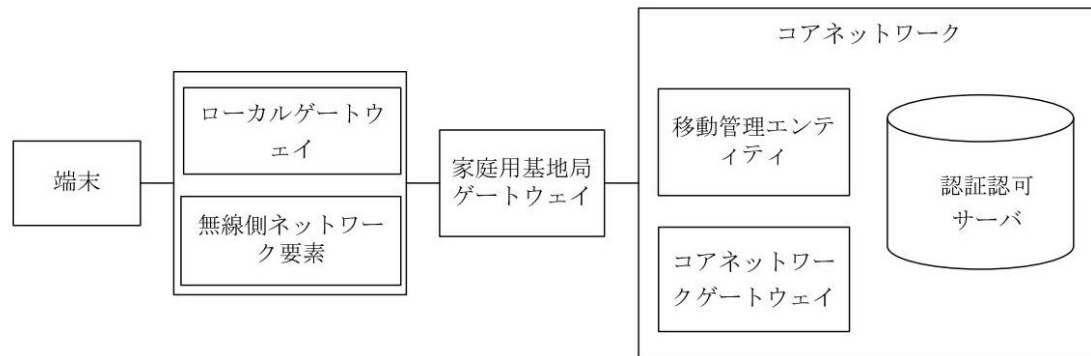 コアネットワーク
ローカルゲートウ
ェイ
移動管理エンテ
ィティ
端末
家庭用基地局
ゲートウェイ
認証認可
サーバ
無線側ネットワー
ク要素
コアネットワー
クゲートウェイ